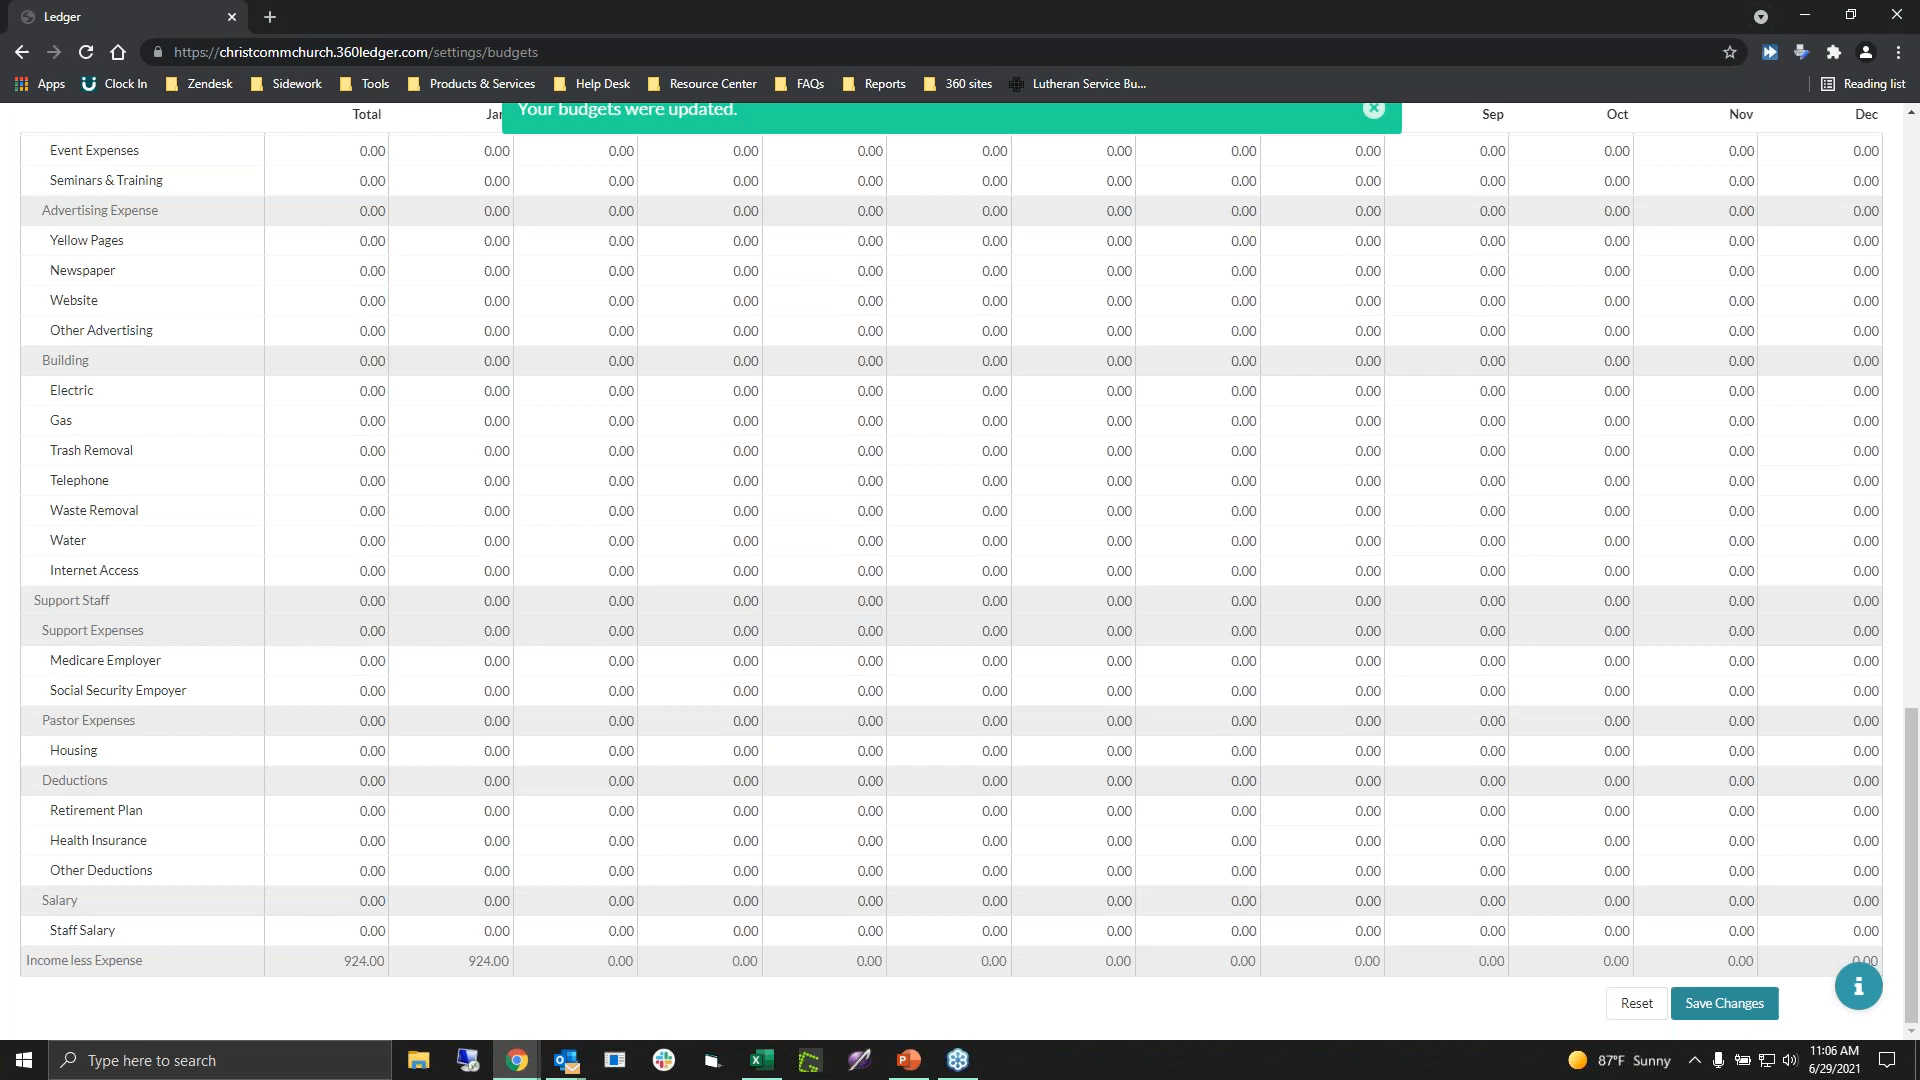 Ledger
https://christcommchurch.360ledger.com/settings/budgets
Apps Clock In Zendesk Sidework Tools Products & Services Help Desk Resource Center FAQs Reports 360 sites Lutheran Service Bu... Reading list
Your budgets were updated.
Total Jan Sep Oct Nov Dec
Event Expenses 0.00 0.00 0.00 0.00 0.00 0.00 0.00 0.00 0.00 0.00 0.00 0.00 0.00
Seminars & Training 0.00 0.00 0.00 0.00 0.00 0.00 0.00 0.00 0.00 0.00 0.00 0.00 0.00
Advertising Expense 0.00 0.00 0.00 0.00 0.00 0.00 0.00 0.00 0.00 0.00 0.00 0.00 0.00
Yellow Pages 0.00 0.00 0.00 0.00 0.00 0.00 0.00 0.00 0.00 0.00 0.00 0.00 0.00
Newspaper 0.00 0.00 0.00 0.00 0.00 0.00 0.00 0.00 0.00 0.00 0.00 0.00 0.00
Website 0.00 0.00 0.00 0.00 0.00 0.00 0.00 0.00 0.00 0.00 0.00 0.00 0.00
Other Advertising 0.00 0.00 0.00 0.00 0.00 0.00 0.00 0.00 0.00 0.00 0.00 0.00 0.00
Building 0.00 0.00 0.00 0.00 0.00 0.00 0.00 0.00 0.00 0.00 0.00 0.00 0.00
Electric 0.00 0.00 0.00 0.00 0.00 0.00 0.00 0.00 0.00 0.00 0.00 0.00 0.00
Gas 0.00 0.00 0.00 0.00 0.00 0.00 0.00 0.00 0.00 0.00 0.00 0.00 0.00
Trash Removal 0.00 0.00 0.00 0.00 0.00 0.00 0.00 0.00 0.00 0.00 0.00 0.00 0.00
Telephone 0.00 0.00 0.00 0.00 0.00 0.00 0.00 0.00 0.00 0.00 0.00 0.00 0.00
Waste Removal 0.00 0.00 0.00 0.00 0.00 0.00 0.00 0.00 0.00 0.00 0.00 0.00 0.00
Water 0.00 0.00 0.00 0.00 0.00 0.00 0.00 0.00 0.00 0.00 0.00 0.00 0.00
Internet Access 0.00 0.00 0.00 0.00 0.00 0.00 0.00 0.00 0.00 0.00 0.00 0.00 0.00
Support Staff 0.00 0.00 0.00 0.00 0.00 0.00 0.00 0.00 0.00 0.00 0.00 0.00 0.00
Support Expenses 0.00 0.00 0.00 0.00 0.00 0.00 0.00 0.00 0.00 0.00 0.00 0.00 0.00
Medicare Employer 0.00 0.00 0.00 0.00 0.00 0.00 0.00 0.00 0.00 0.00 0.00 0.00 0.00
Social Security Empoyer 0.00 0.00 0.00 0.00 0.00 0.00 0.00 0.00 0.00 0.00 0.00 0.00 0.00
Pastor Expenses 0.00 0.00 0.00 0.00 0.00 0.00 0.00 0.00 0.00 0.00 0.00 0.00 0.00
Housing 0.00 0.00 0.00 0.00 0.00 0.00 0.00 0.00 0.00 0.00 0.00 0.00 0.00
Deductions 0.00 0.00 0.00 0.00 0.00 0.00 0.00 0.00 0.00 0.00 0.00 0.00 0.00
Retirement Plan 0.00 0.00 0.00 0.00 0.00 0.00 0.00 0.00 0.00 0.00 0.00 0.00 0.00
Health Insurance 0.00 0.00 0.00 0.00 0.00 0.00 0.00 0.00 0.00 0.00 0.00 0.00 0.00
Other Deductions 0.00 0.00 0.00 0.00 0.00 0.00 0.00 0.00 0.00 0.00 0.00 0.00 0.00
Salary 0.00 0.00 0.00 0.00 0.00 0.00 0.00 0.00 0.00 0.00 0.00 0.00 0.00
Staff Salary 0.00 0.00 0.00 0.00 0.00 0.00 0.00 0.00 0.00 0.00 0.00 0.00 0.00
Income less Expense 924.00 924.00 0.00 0.00 0.00 0.00 0.00 0.00 0.00 0.00 0.00 0.00 0.00
Reset Save Changes
Type here to search
87°F Sunny
11:06 AM
6/29/2021